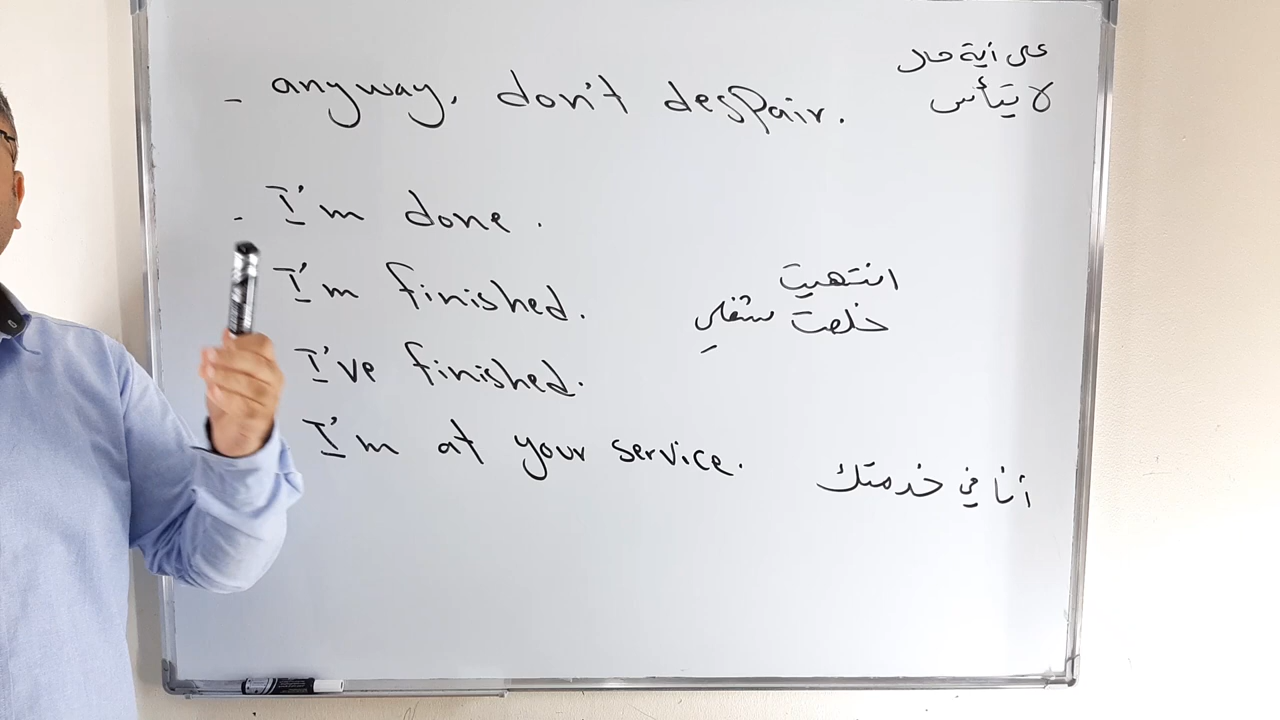 - anyway, don't despair.
على أية حال
لا يتأس
- I'm done.
I'm finished.
I've finished.
انتهيت
خلصت شغلي
I'm at your service.
أنا في خدمتك